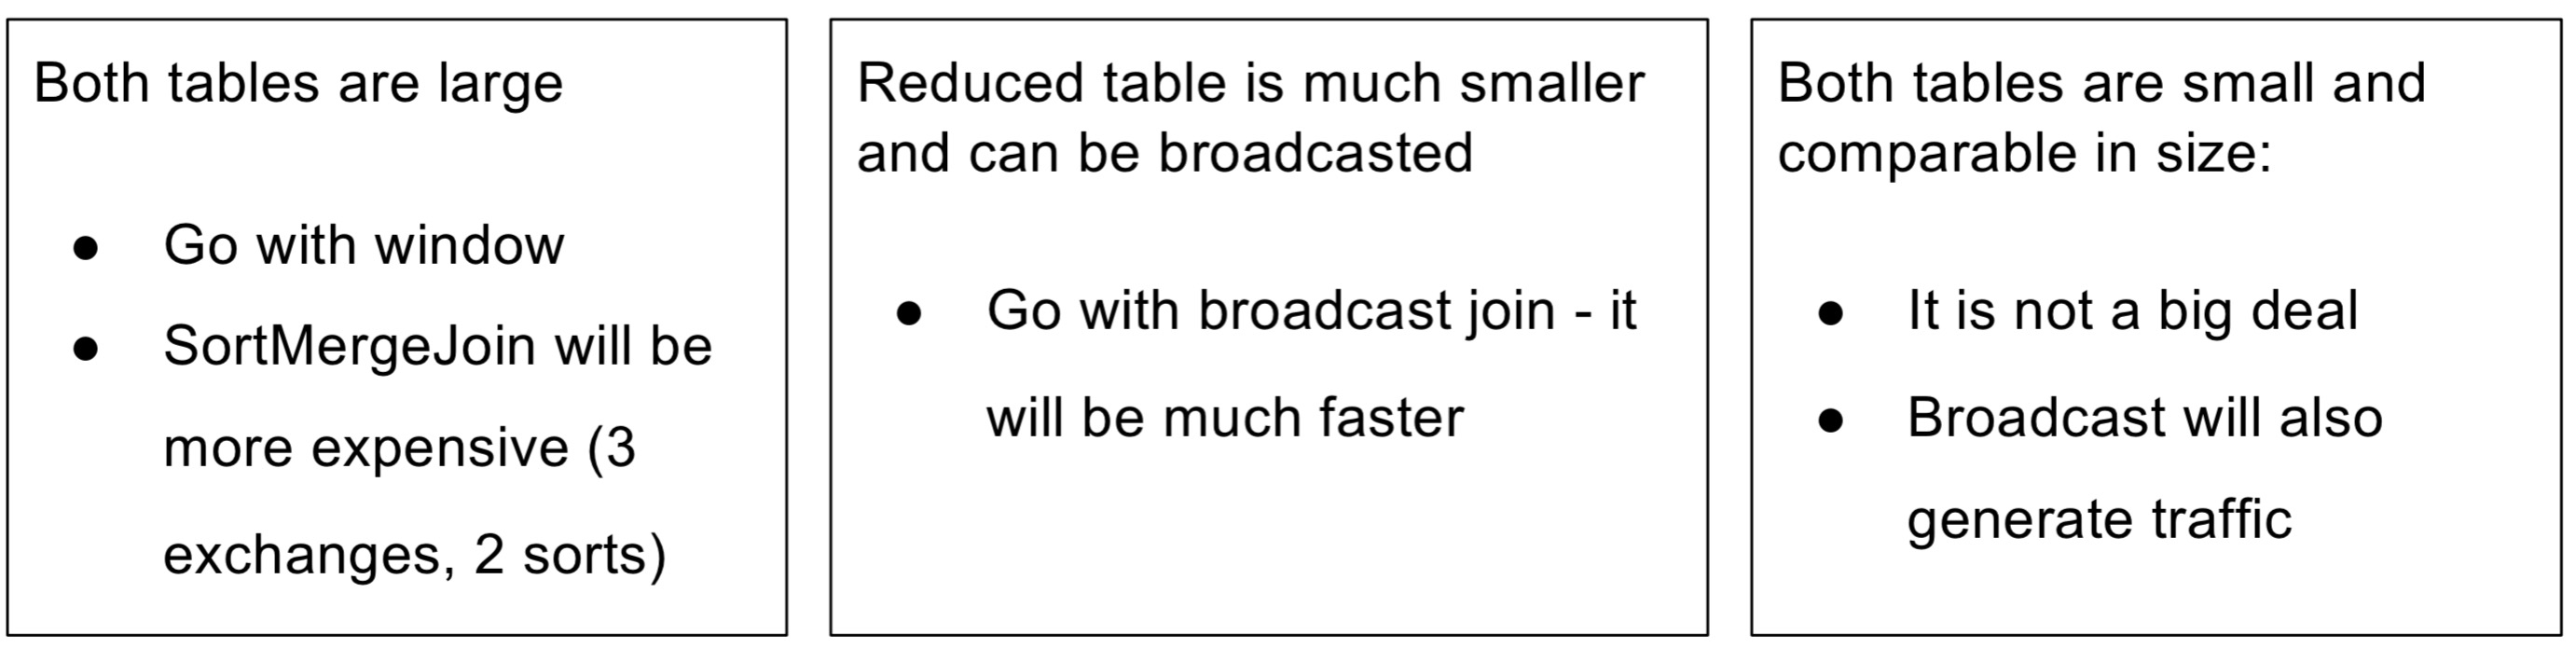 Both tables are large
● Go with window
● SortMergeJoin will be
more expensive (3
exchanges, 2 sorts)
Reduced table is much smaller
and can be broadcasted
● Go with broadcast join - it
will be much faster
Both tables are small and
comparable in size:
● It is not a big deal
● Broadcast will also
generate traffic